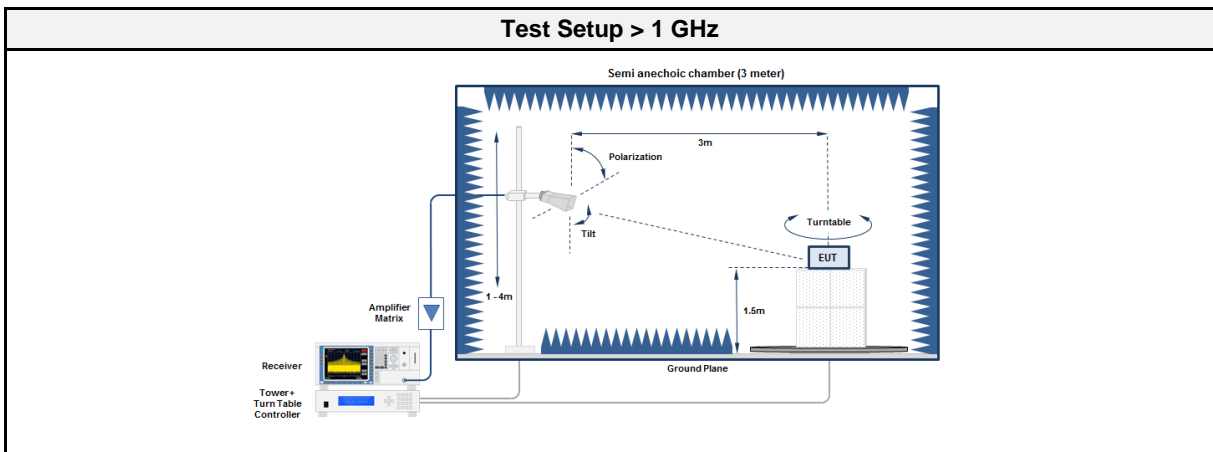 Test Setup > 1 GHz
Semi anechoic chamber (3 meter)
3m
Polarization
Turntable
Tilt
EUT
1 - 4m
1.5m
Amplifier
Matrix
Ground Plane
Receiver
Tower+
Turn Table
Controller